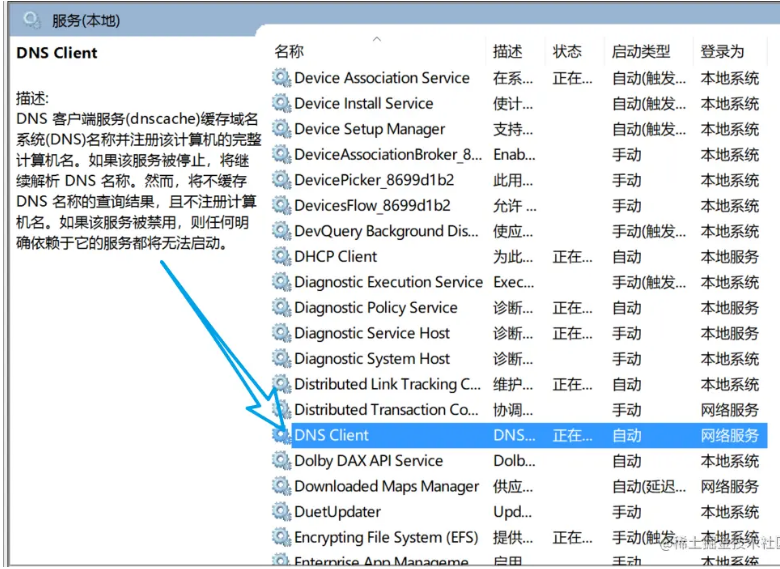 服务(本地)
DNS Client
描述:
DNS 客户端服务(dnscache)缓存域名
系统(DNS)名称并注册该计算机的完整
计算机名。如果该服务被停止，将继
续解析 DNS 名称。然而，将不缓存
DNS 名称的查询结果，且不注册计算
机名。如果该服务被禁用，则任何明
确依赖于它的服务都将无法启动。
名称 描述 状态 启动类型 登录为
Device Association Service 在系... 正在... 自动(触发... 本地系统
Device Install Service 使计... 自动(触发... 本地系统
Device Setup Manager 支持... 自动(触发... 本地系统
DeviceAssociationBroker_8... Enab... 手动 本地系统
DevicePicker_8699d1b2 此用... 手动 本地系统
DevicesFlow_8699d1b2 允许 ... 手动 本地系统
DevQuery Background Dis... 使应... 手动(触发... 本地系统
DHCP Client 为此... 正在... 自动 本地服务
Diagnostic Execution Service Exec... 手动(触发... 本地系统
Diagnostic Policy Service 诊断... 正在... 自动 本地服务
Diagnostic Service Host 诊断... 正在... 手动 本地服务
Diagnostic System Host 诊断... 手动 本地系统
Distributed Link Tracking C... 维护... 正在... 自动 本地系统
Distributed Transaction Co... 协调... 手动 网络服务
DNS Client DNS... 正在... 自动 网络服务
Dolby DAX API Service Dolb... 自动 本地系统
Downloaded Maps Manager 供应... 自动(延迟... 网络服务
DuetUpdater Upd... 手动 本地系统
Encrypting File System (EFS) 提供... 正在... 手动(触发... 本地系统
Enterprise App Manageme... 启用... 手动 本地系统
@稀土掘金技术社区